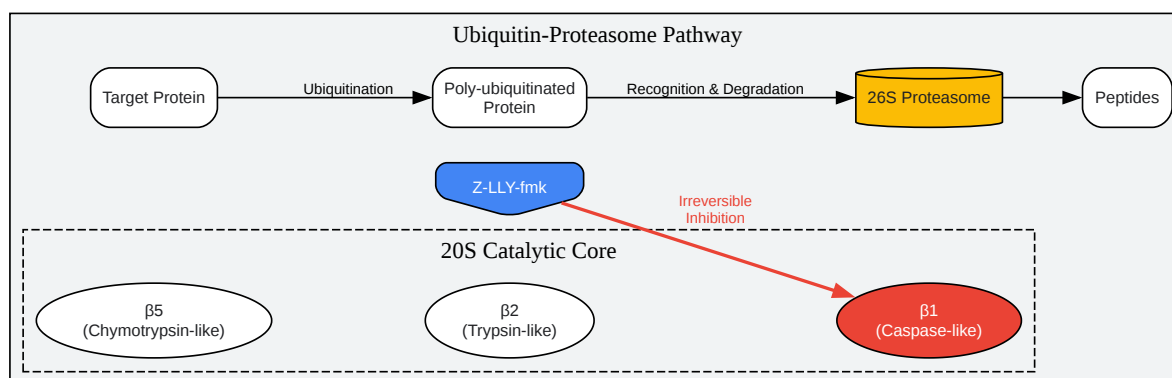 Ubiquitin-Proteasome Pathway
Target Protein
Ubiquitination
Poly-ubiquitinated
Protein
Recognition & Degradation
26S Proteasome
Peptides
Z-LLY-fmk
Irreversible
Inhibition
20S Catalytic Core
β5
(Chymotrypsin-like)
β2
(Trypsin-like)
β1
(Caspase-like)